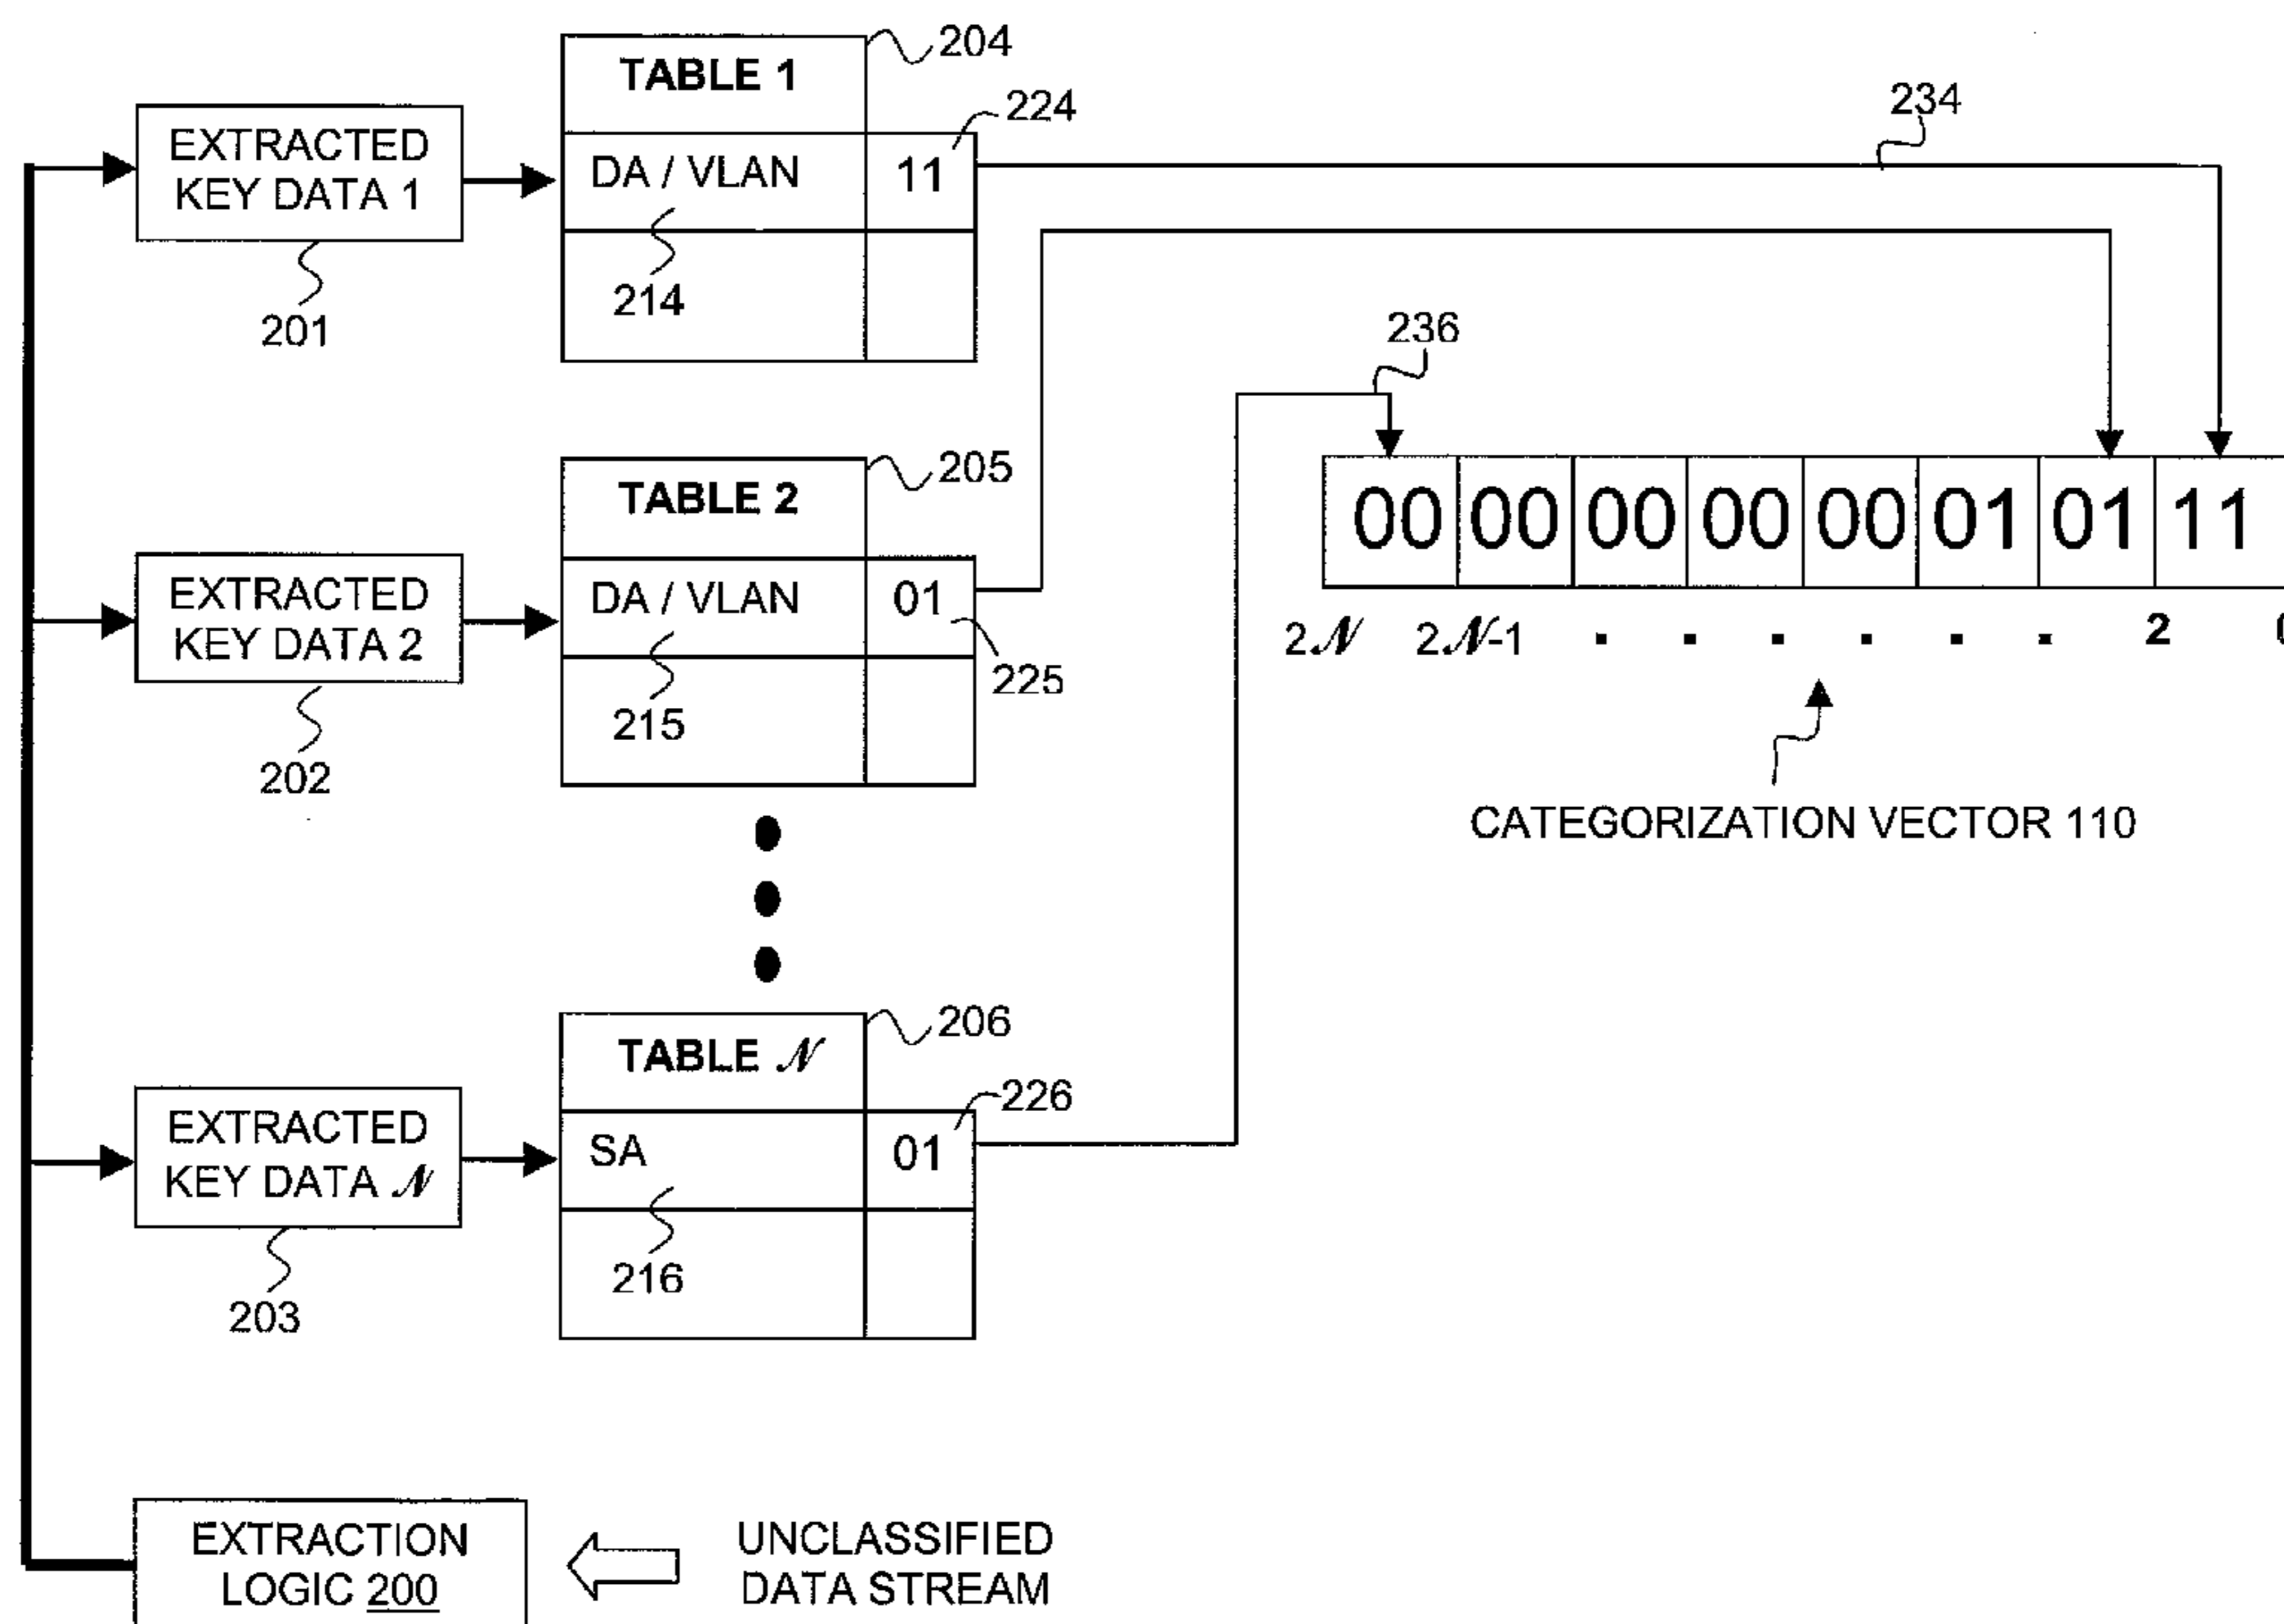 204
TABLE 1
224
234
EXTRACTED
KEY DATA 1
DA / VLAN
11
214
201
236
205
TABLE 2
00 00 00 00 00 01 01 11
EXTRACTED
KEY DATA 2
DA / VLAN
01
2𝒩 2𝒩-1 . . . . . . 2
225
215
202
CATEGORIZATION VECTOR 110
206
TABLE 𝒩
226
EXTRACTED
KEY DATA 𝒩
SA
01
216
203
EXTRACTION
LOGIC 200
UNCLASSIFIED
DATA STREAM